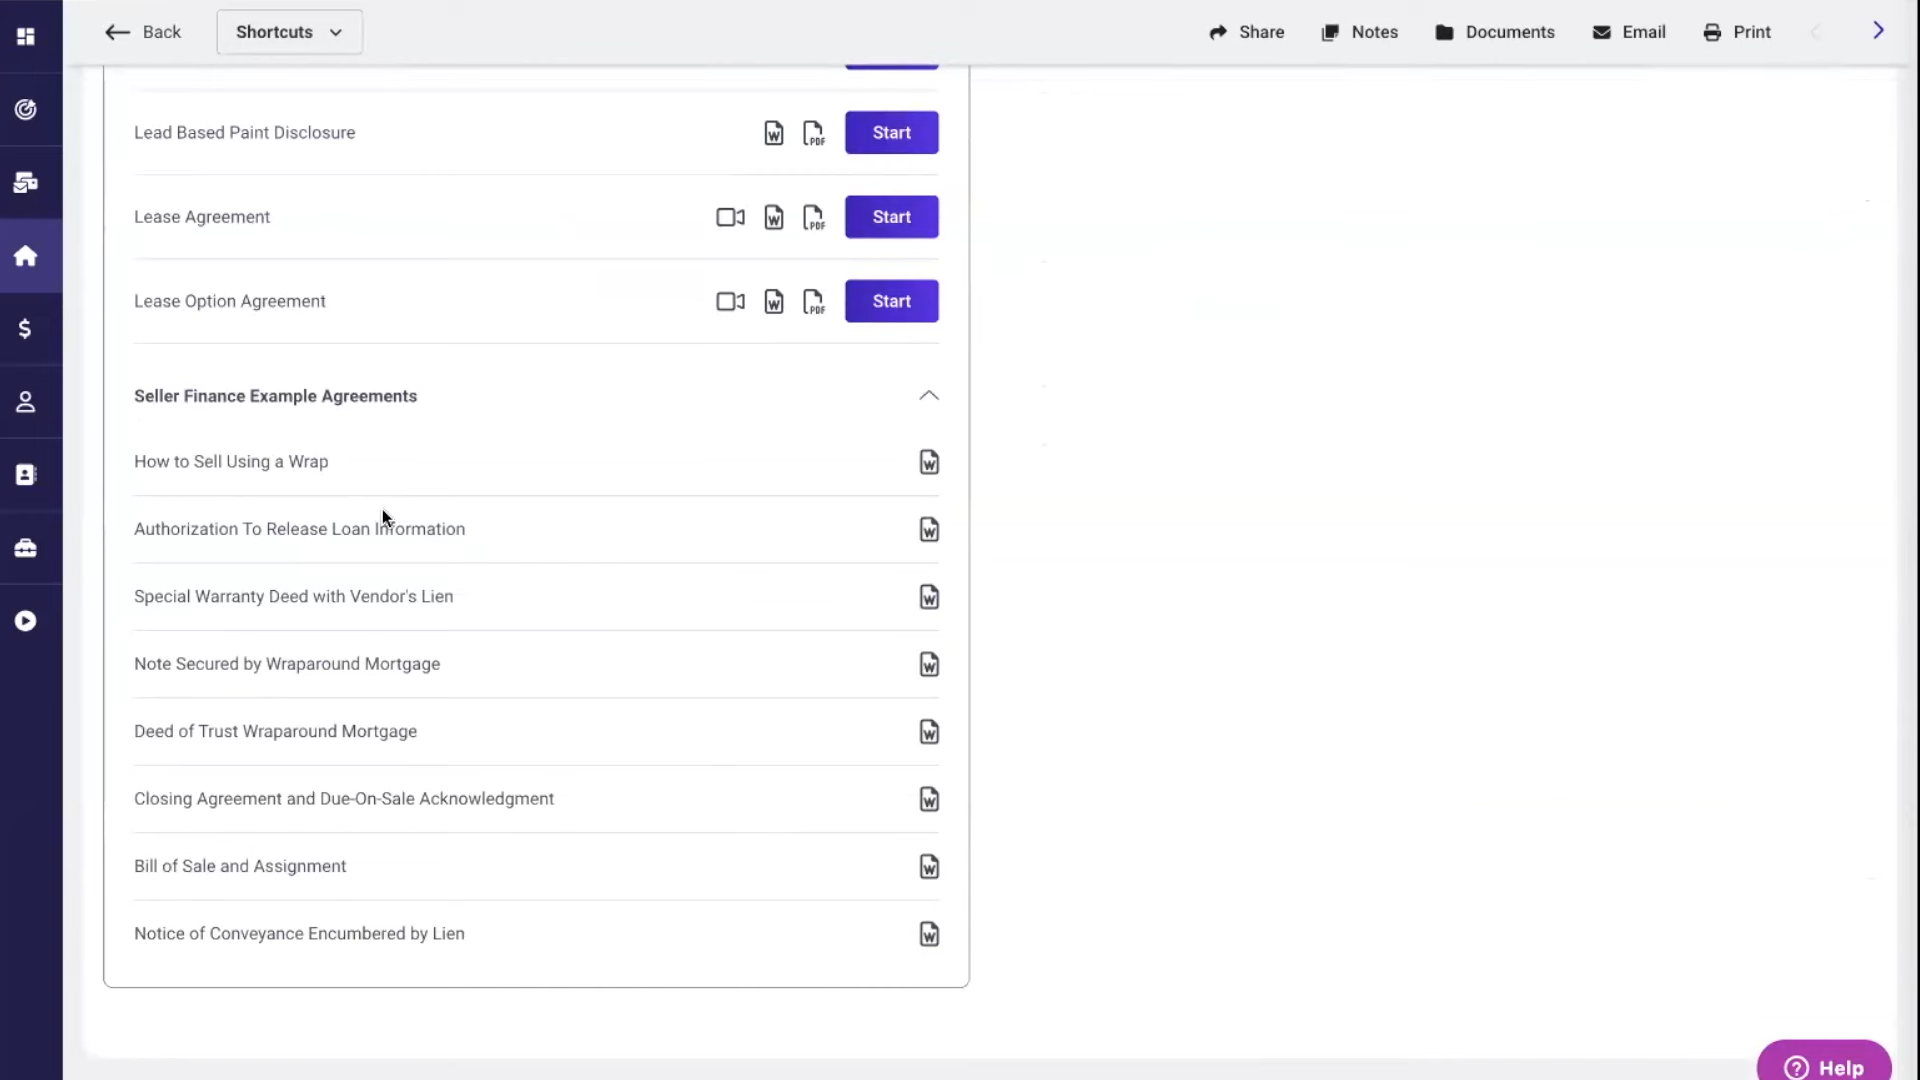 Back
Shortcuts
Share
Notes
Documents
Email
Print
Lead Based Paint Disclosure
W
PDF
Start
Lease Agreement
W
PDF
Start
Lease Option Agreement
W
PDF
Start
Seller Finance Example Agreements
How to Sell Using a Wrap
W
Authorization To Release Loan Information
W
Special Warranty Deed with Vendor's Lien
W
Note Secured by Wraparound Mortgage
W
Deed of Trust Wraparound Mortgage
W
Closing Agreement and Due-On-Sale Acknowledgment
W
Bill of Sale and Assignment
W
Notice of Conveyance Encumbered by Lien
W
Help